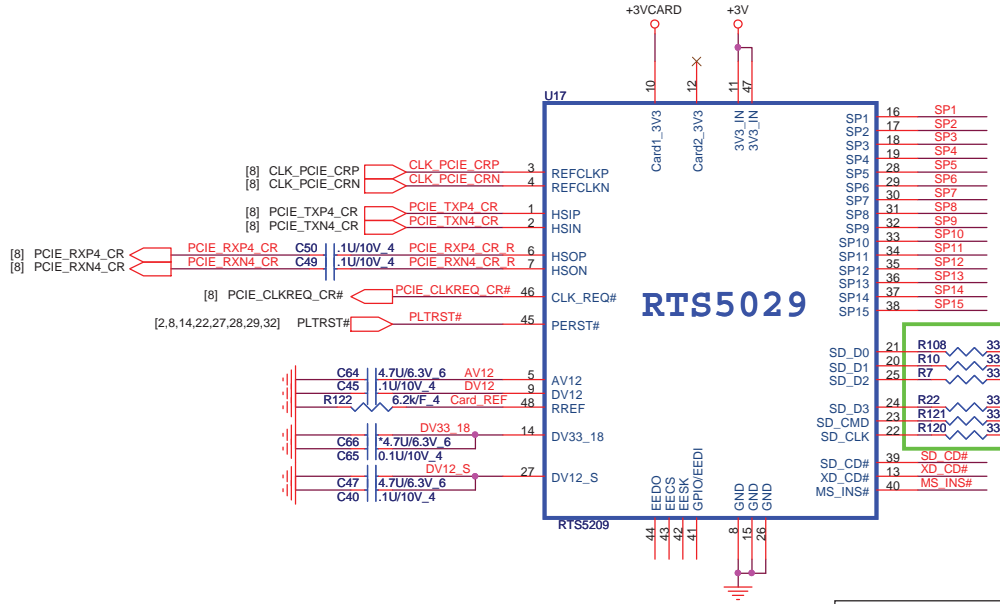 +3VCARD +3V
10 12 11 47
U17
Card1_3V3 Card2_3V3 3V3_IN 3V3_IN
SP1 16 SP1
SP2 17 SP2
SP3 18 SP3
SP4 19 SP4
SP5 28 SP5
SP6 29 SP6
SP7 30 SP7
SP8 31 SP8
SP9 32 SP9
SP10 33 SP10
SP11 34 SP11
SP12 35 SP12
SP13 36 SP13
SP14 37 SP14
SP15 38 SP15
[8] CLK_PCIE_CRP CLK_PCIE_CRP 3 REFCLKP
[8] CLK_PCIE_CRN CLK_PCIE_CRN 4 REFCLKN
[8] PCIE_TXP4_CR PCIE_TXP4_CR 1 HSIP
[8] PCIE_TXN4_CR PCIE_TXN4_CR 2 HSIN
[8] PCIE_RXP4_CR PCIE_RXP4_CR C50 .1U/10V_4 PCIE_RXP4_CR_R 6 HSOP
[8] PCIE_RXN4_CR PCIE_RXN4_CR C49 .1U/10V_4 PCIE_RXN4_CR_R 7 HSON
[8] PCIE_CLKREQ_CR# PCIE_CLKREQ_CR# 46 CLK_REQ#
[2,8,14,22,27,28,29,32] PLTRST# PLTRST# 45 PERST#
RTS5029
C64 4.7U/6.3V_6 AV12 5 AV12
C45 .1U/10V_4 DV12 9 DV12
R122 6.2k/F_4 Card_REF 48 RREF
DV33_18 14 DV33_18
C66 *4.7U/6.3V_6
C65 0.1U/10V_4
DV12_S 27 DV12_S
C47 4.7U/6.3V_6
C40 .1U/10V_4
SD_D0 21 R108 33
SD_D1 20 R10 33
SD_D2 25 R7 33
SD_D3 24 R22 33
SD_CMD 23 R121 33
SD_CLK 22 R120 33
SD_CD# 39 SD_CD#
XD_CD# 13 XD_CD#
MS_INS# 40 MS_INS#
EEDO EECS EESK GPIO/EEDI GND GND GND
RTS5209
44 43 42 41 8 15 26